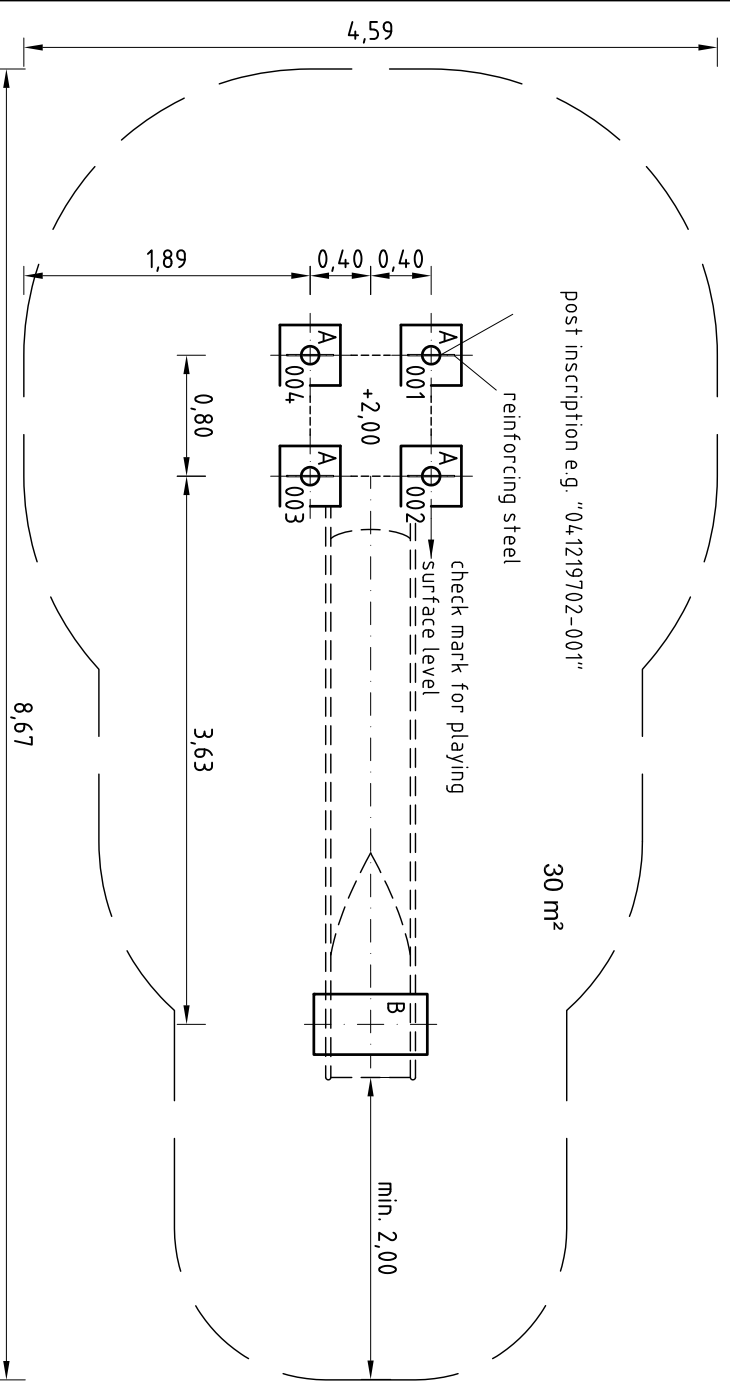 4,59
1,89
0,40
0,40
post inscription e.g. "041219702-001"
reinforcing steel
A
001
A
004
+2,00
0,80
A
002
A
003
check mark for playing
surface level
3,63
30 m²
B
min. 2,00
8,67